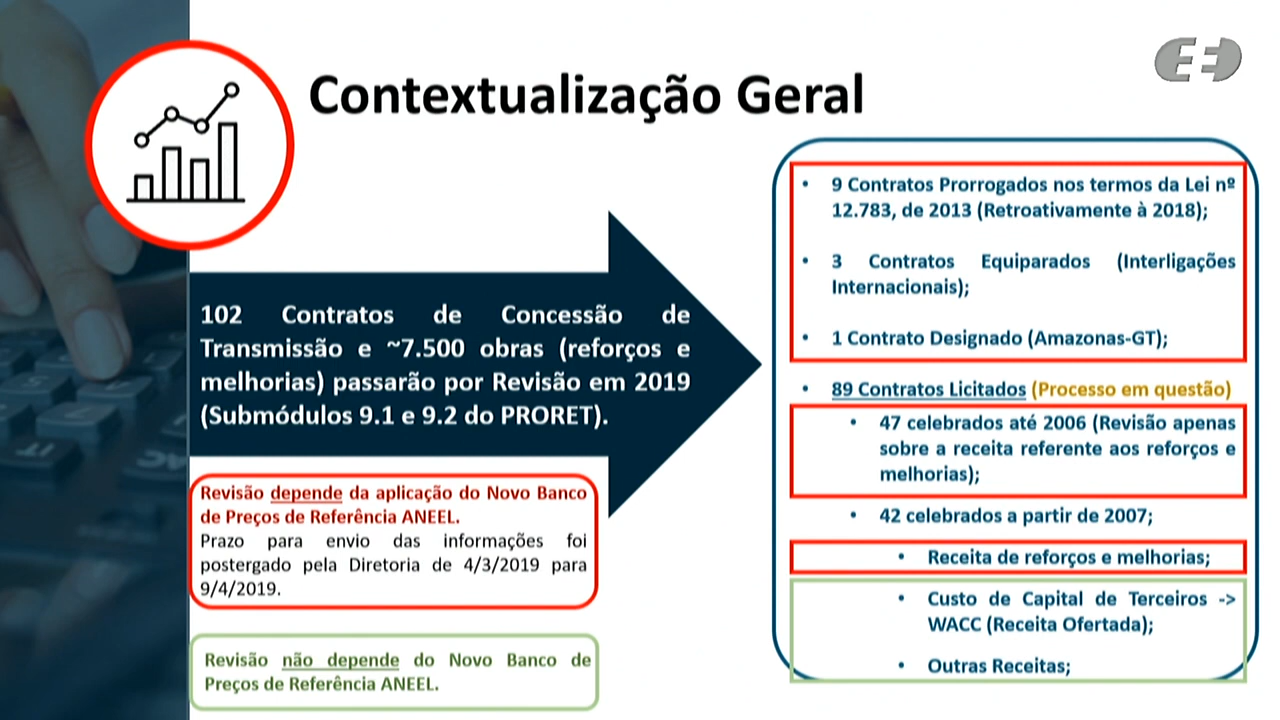 Contextualização Geral
102 Contratos de Concessão de
Transmissão e ~7.500 obras (reforços e
melhorias) passarão por Revisão em 2019
(Submódulos 9.1 e 9.2 do PRORET).
Revisão depende da aplicação do Novo Banco
de Preços de Referência ANEEL.
Prazo para envio das informações foi
postergado pela Diretoria de 4/3/2019 para
9/4/2019.
Revisão não depende do Novo Banco de
Preços de Referência ANEEL.
• 9 Contratos Prorrogados nos termos da Lei nº
12.783, de 2013 (Retroativamente à 2018);
• 3 Contratos Equiparados (Interligações
Internacionais);
• 1 Contrato Designado (Amazonas-GT);
• 89 Contratos Licitados (Processo em questão)
• 47 celebrados até 2006 (Revisão apenas
sobre a receita referente aos reforços e
melhorias);
• 42 celebrados a partir de 2007;
• Receita de reforços e melhorias;
• Custo de Capital de Terceiros ->
WACC (Receita Ofertada);
• Outras Receitas;